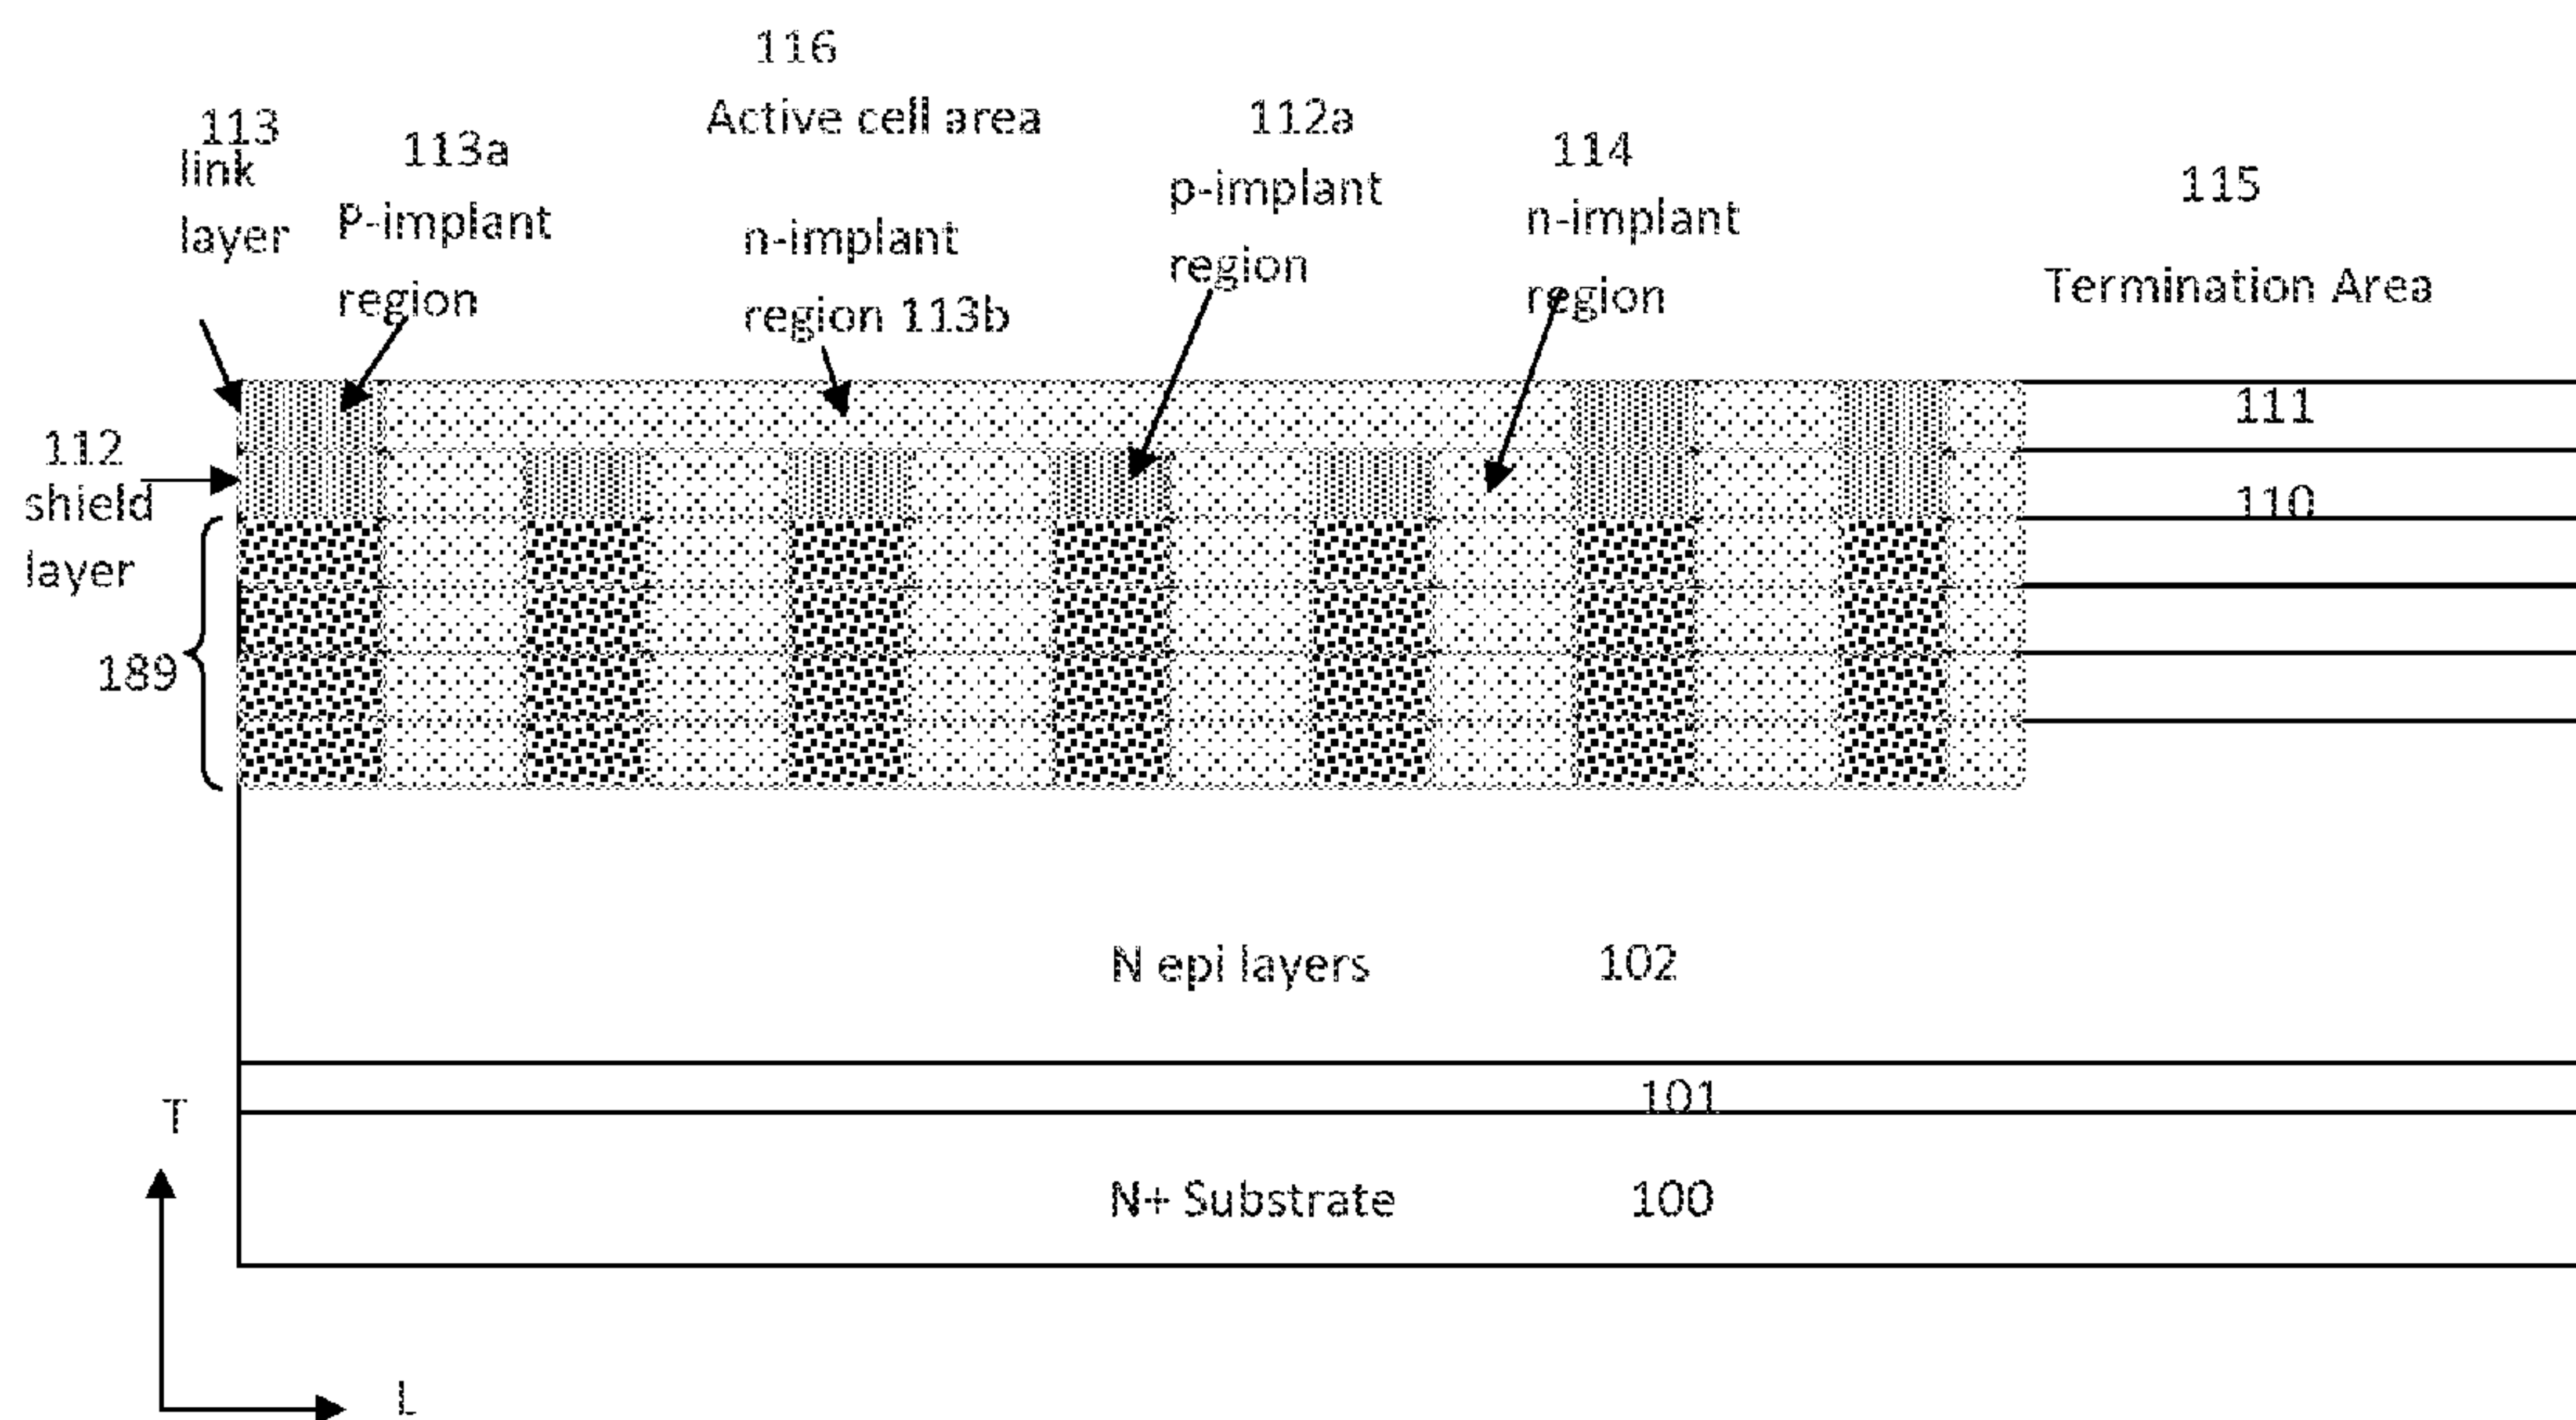 116
Active cell area
113
link
layer
113a
P-implant
region
n-implant
region 113b
112a
p-implant
region
114
n-implant
region
115
Termination Area
111
110
112
shield
layer
189
N epi layers 102
101
N+ Substrate 100
T
L